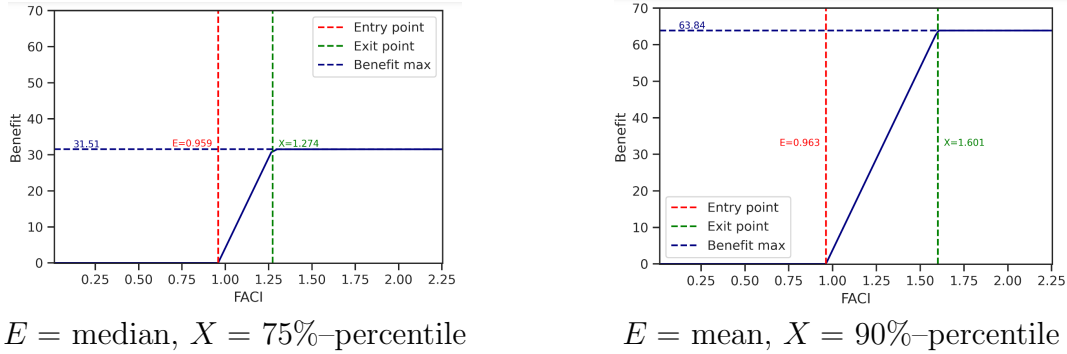 70
60
50
40
30
20
10
0
Benefit
31.51
E=0.959
X=1.274
Entry point
Exit point
Benefit max
0.25 0.50 0.75 1.00 1.25 1.50 1.75 2.00 2.25
FACI
E = median, X = 75%–percentile
70
60
50
40
30
20
10
0
Benefit
63.84
E=0.963
X=1.601
Entry point
Exit point
Benefit max
0.25 0.50 0.75 1.00 1.25 1.50 1.75 2.00 2.25
FACI
E = mean, X = 90%–percentile